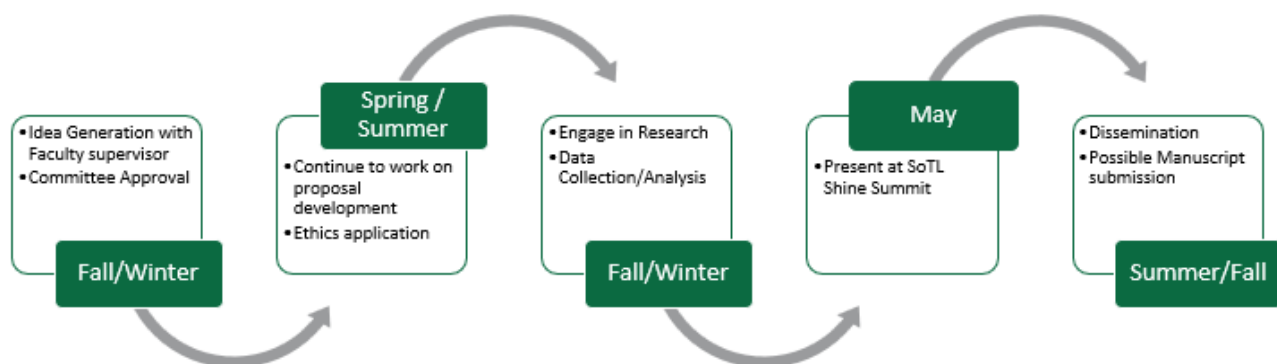 • Idea Generation with
Faculty supervisor
• Committee Approval
Fall/Winter
Spring /
Summer
• Continue to work on
proposal
development
• Ethics application
• Engage in Research
• Data
Collection/Analysis
Fall/Winter
May
• Present at SoTL
Shine Summit
• Dissemination
• Possible Manuscript
submission
Summer/Fall